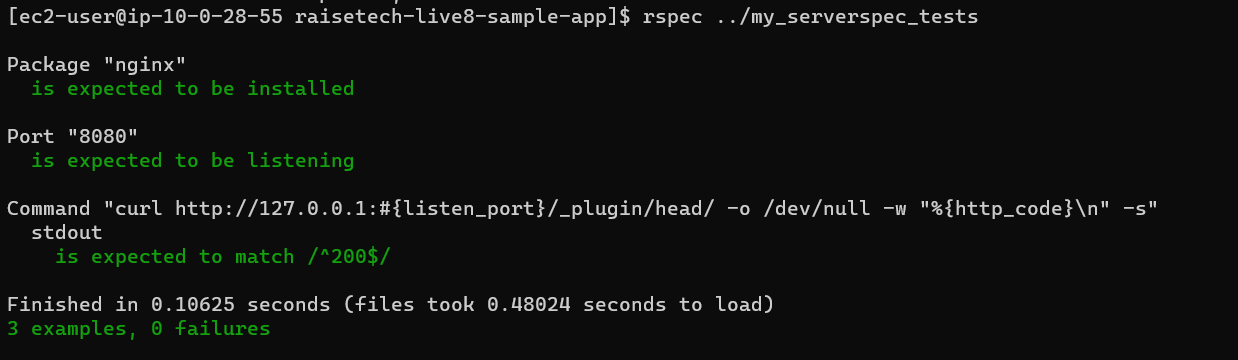 [ec2-user@ip-10-0-28-55 raisetech-live8-sample-app]$ rspec ../my_serverspec_tests
Package "nginx"
is expected to be installed
Port "8080"
is expected to be listening
Command "curl http://127.0.0.1:#{listen_port}/_plugin/head/ -o /dev/null -w "%{http_code}\n" -s"
stdout
is expected to match /^200$/
Finished in 0.10625 seconds (files took 0.48024 seconds to load)
3 examples, 0 failures